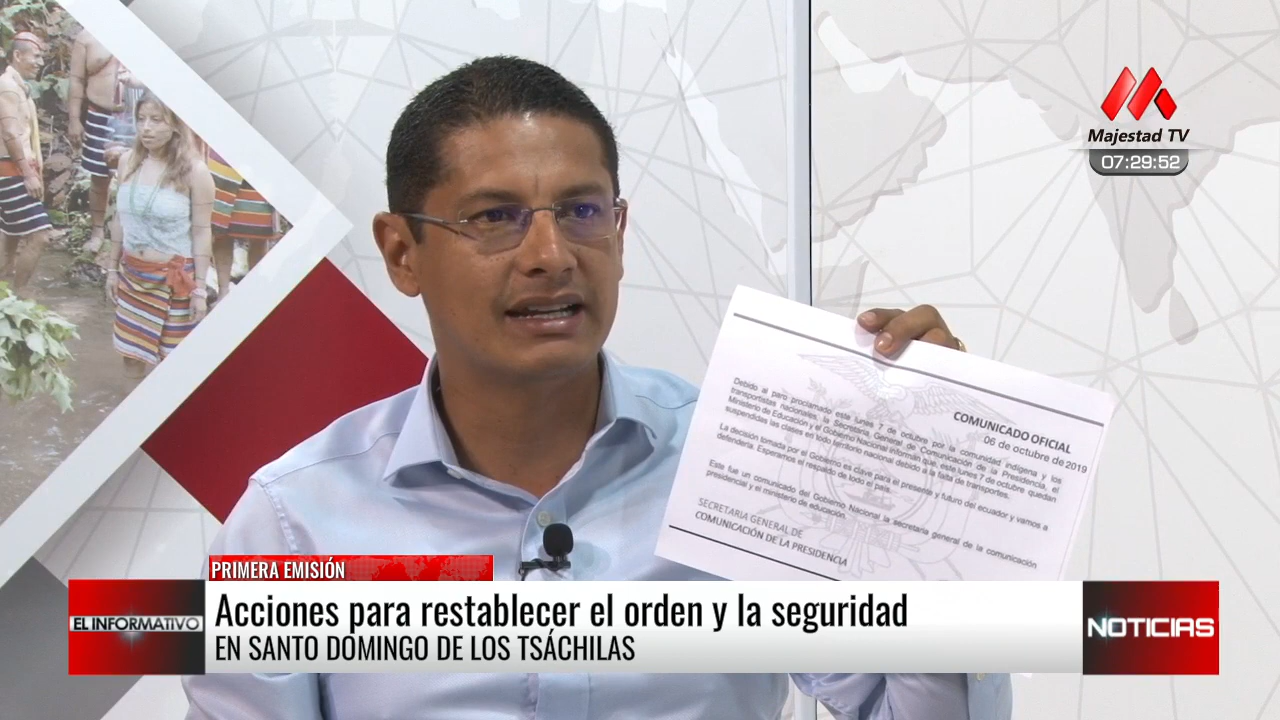 Majestad TV
07:29:52
COMUNICADO OFICIAL
06 de octubre de 2019
Debido al paro proclamado este lunes 7 de octubre por la comunidad indígena y los
transportistas nacionales, la Secretaría General de Comunicación de la Presidencia, el
Ministerio de Educación y el Gobierno Nacional informán que, este lunes 7 de octubre quedan
suspendidas las clases en todo territorio nacional debido a la falta de transportes.
La decisión tomada por el Gobierno es clave para el presente y futuro del ecuador y vamos a
defenderla. Esperamos el respaldo de todo el país.
Este fue un comunicado del Gobierno Nacional la secretaria general de la comunicación
presidencial y el ministerio de educación.
SECRETARIA GENERAL DE
COMUNICACIÓN DE LA PRESIDENCIA
PRIMERA EMISIÓN
EL INFORMATIVO
Acciones para restablecer el orden y la seguridad
EN SANTO DOMINGO DE LOS TSÁCHILAS
NOTICIAS